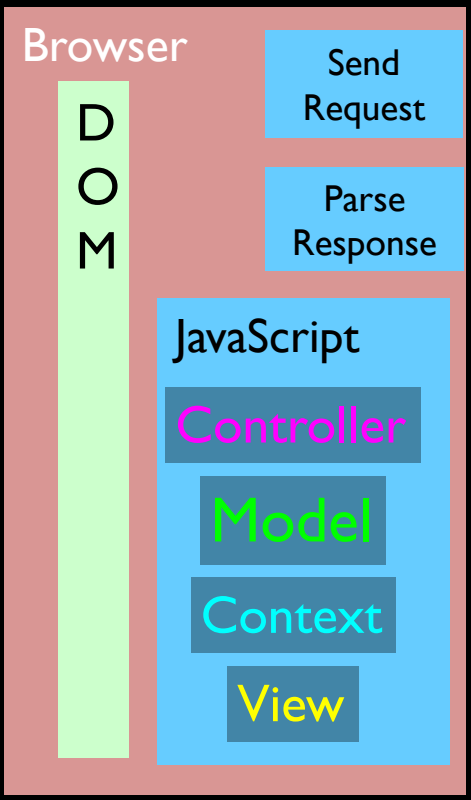 Browser
D
O
M
Send
Request
Parse
Response
JavaScript
Controller
Model
Context
View